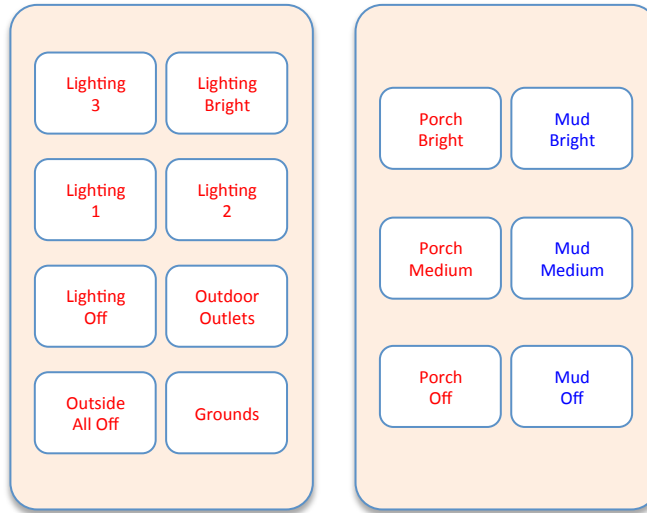 Lighting
3
Lighting
Bright
Lighting
1
Lighting
2
Lighting
Off
Outdoor
Outlets
Outside
All Off
Grounds
Porch
Bright
Mud
Bright
Porch
Medium
Mud
Medium
Porch
Off
Mud
Off